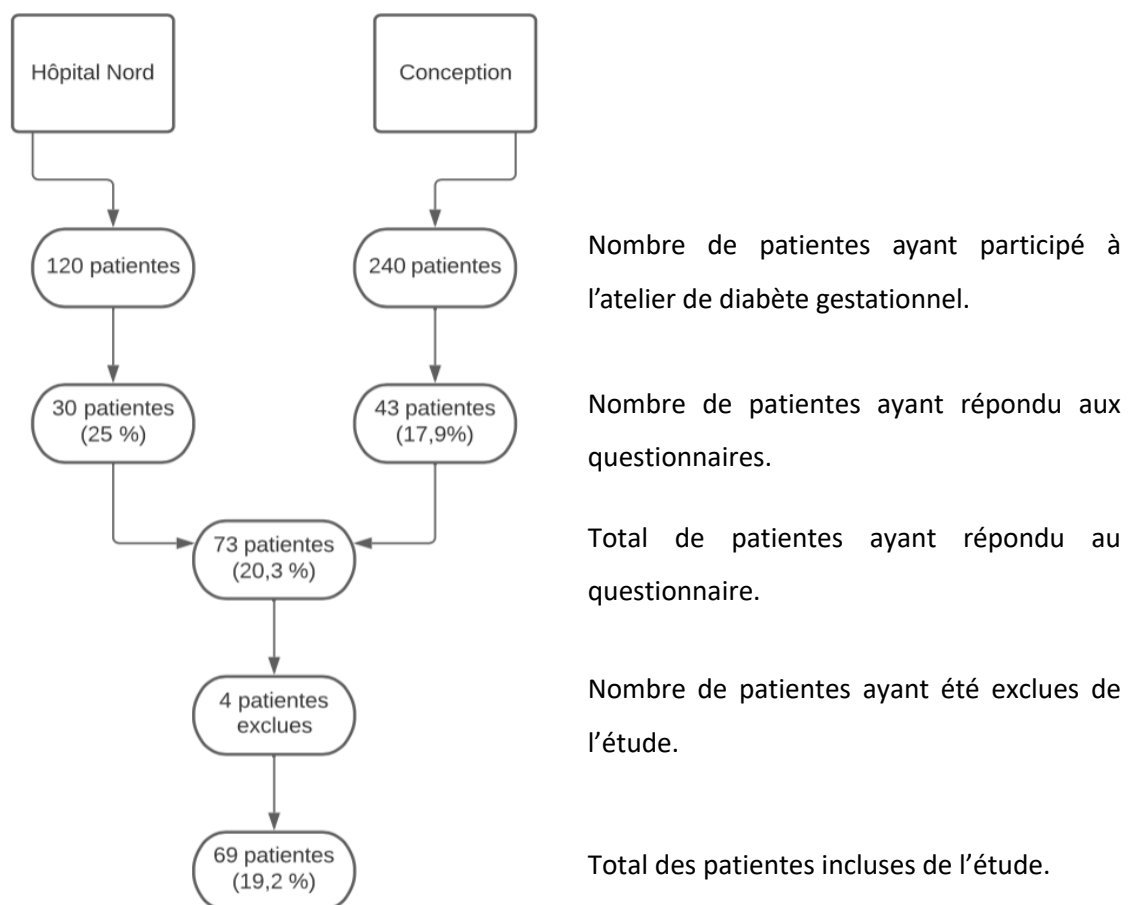 Hôpital Nord
Conception
120 patientes
240 patientes
Nombre de patientes ayant participé à
l’atelier de diabète gestationnel.
30 patientes
(25 %)
43 patientes
(17,9%)
Nombre de patientes ayant répondu aux
questionnaires.
73 patientes
(20,3 %)
Total de patientes ayant répondu au
questionnaire.
4 patientes
exclues
Nombre de patientes ayant été exclues de
l’étude.
69 patientes
(19,2 %)
Total des patientes incluses de l’étude.